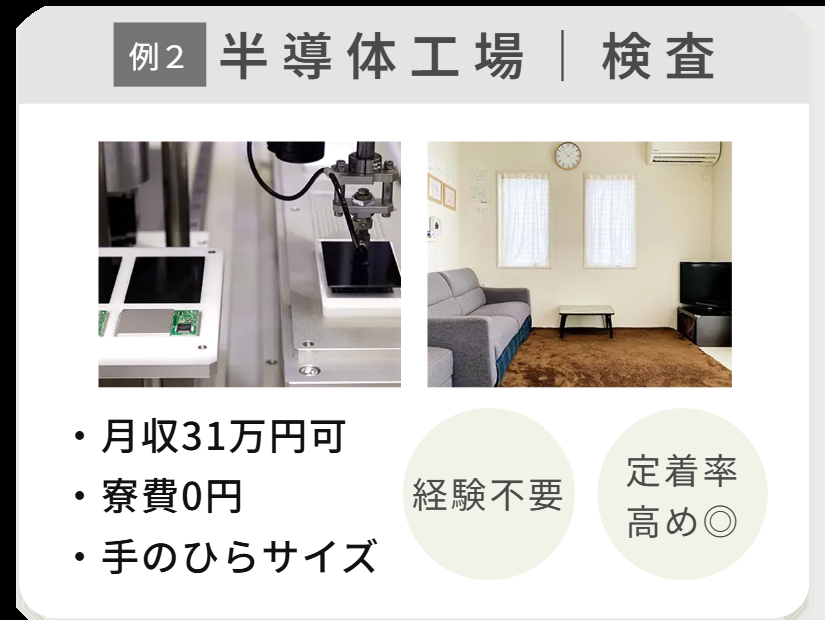 例2 半導体工場｜検査
・月収31万円可
・寮費0円
・手のひらサイズ
経験不要
定着率
高め◎